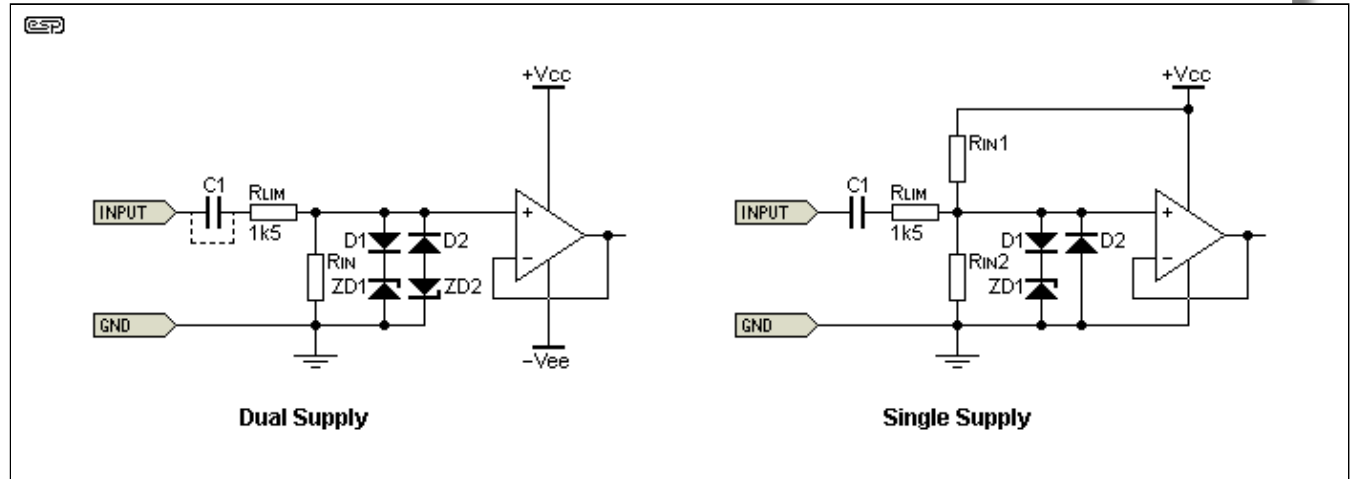 esp
+Vcc
INPUT
C1
RLIM
1k5
RIN
D1
D2
ZD1
ZD2
+
−
GND
−Vee
Dual Supply
+Vcc
RIN1
INPUT
C1
RLIM
1k5
RIN2
D1
D2
ZD1
+
−
GND
Single Supply